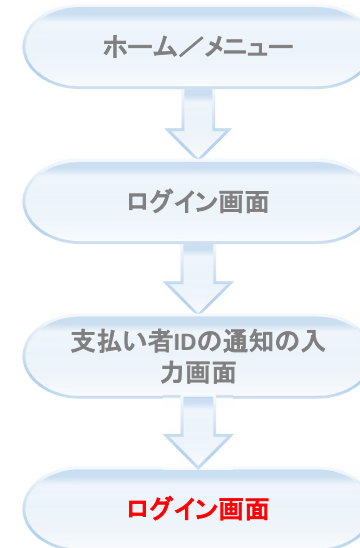 ホーム／メニュー
ログイン画面
支払い者IDの通知の入
力画面
ログイン画面